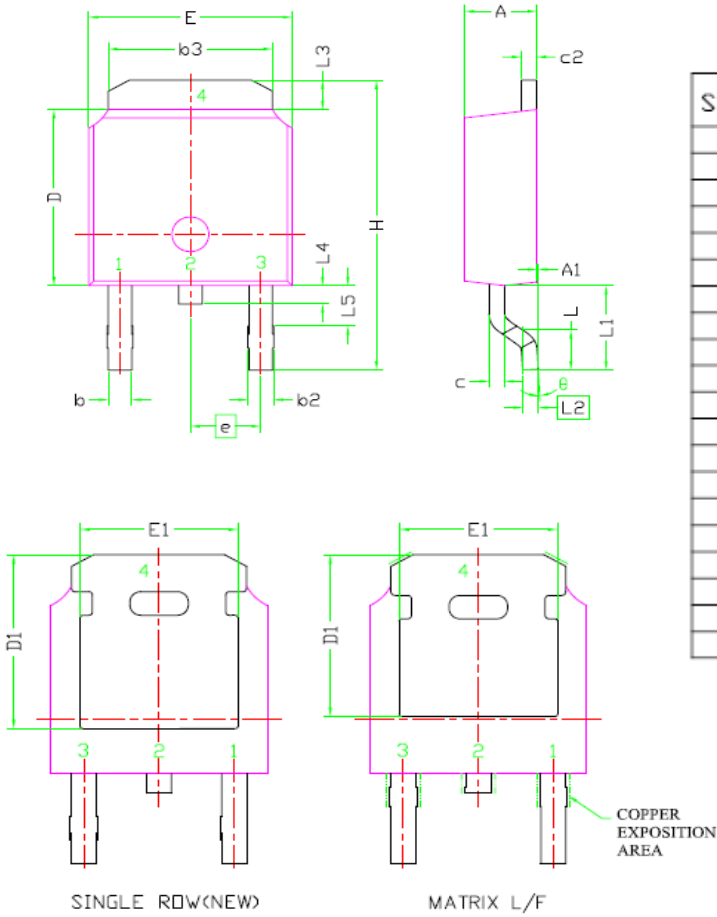 E
A
b3
L3
c2
4
S
D
H
L4
A1
1
2
3
L5
L
L1
c
θ
b
b2
L2
e
E1
E1
4
4
D1
D1
3
2
1
3
2
1
COPPER
EXPOSITION
AREA
SINGLE ROW(NEW)
MATRIX L/F